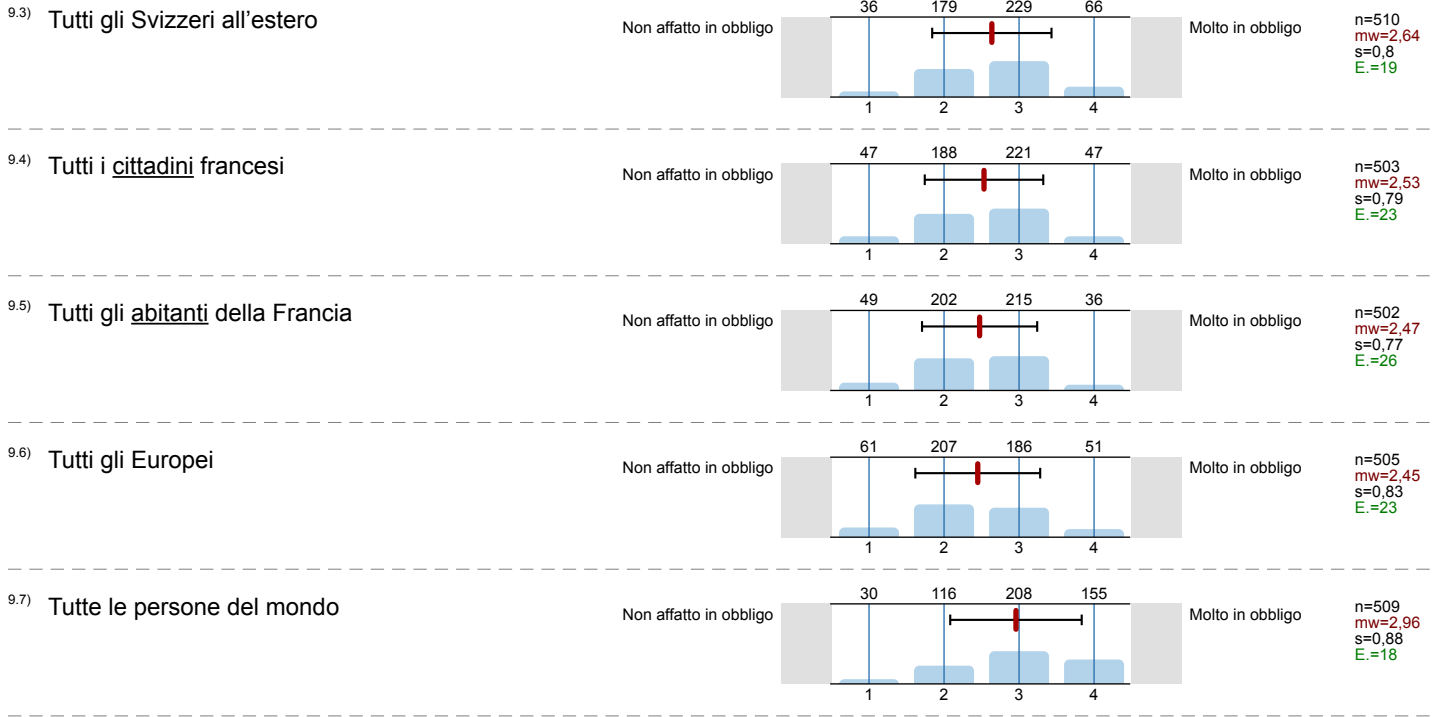 9.3) Tutti gli Svizzeri all'estero
Non affatto in obbligo
36 179 229 66
1 2 3 4
Molto in obbligo
n=510
mw=2,64
s=0,8
E.=19
9.4) Tutti i cittadini francesi
Non affatto in obbligo
47 188 221 47
1 2 3 4
Molto in obbligo
n=503
mw=2,53
s=0,79
E.=23
9.5) Tutti gli abitanti della Francia
Non affatto in obbligo
49 202 215 36
1 2 3 4
Molto in obbligo
n=502
mw=2,47
s=0,77
E.=26
9.6) Tutti gli Europei
Non affatto in obbligo
61 207 186 51
1 2 3 4
Molto in obbligo
n=505
mw=2,45
s=0,83
E.=23
9.7) Tutte le persone del mondo
Non affatto in obbligo
30 116 208 155
1 2 3 4
Molto in obbligo
n=509
mw=2,96
s=0,88
E.=18